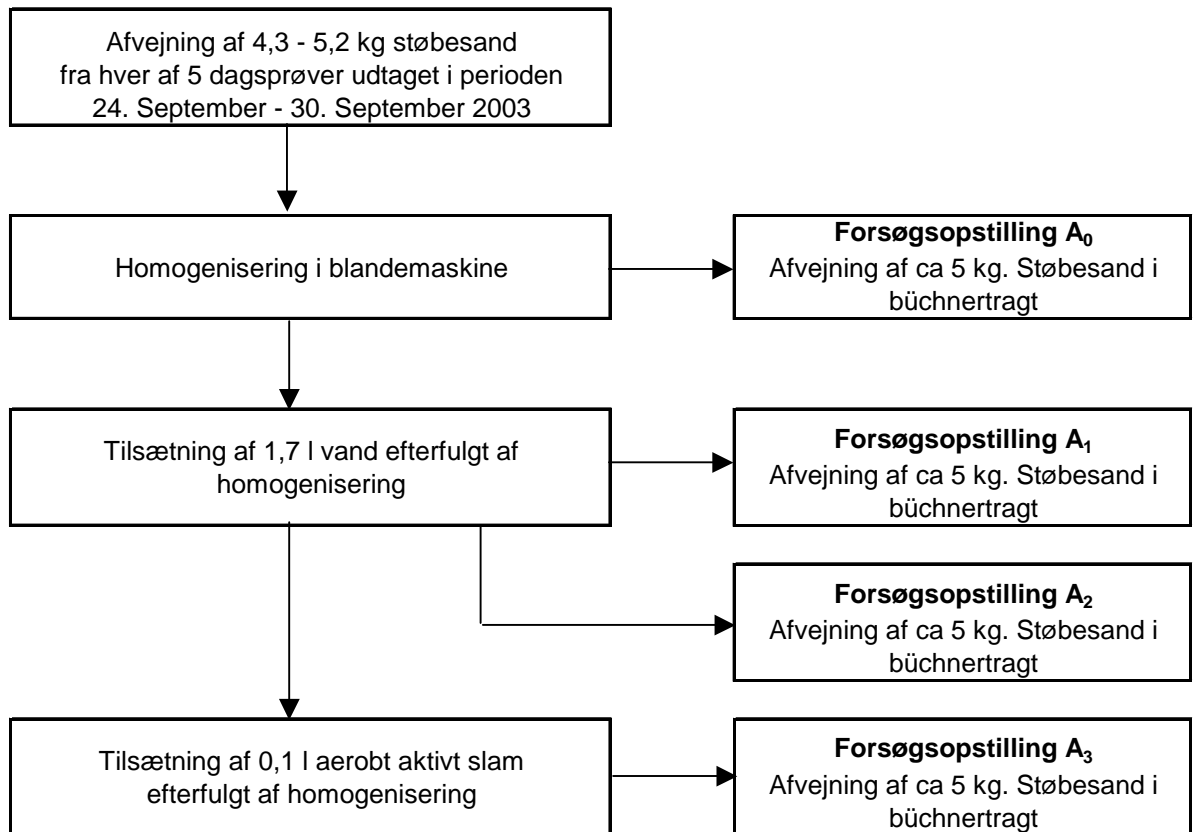 Afvejning af 4,3 - 5,2 kg støbesand
fra hver af 5 dagsprøver udtaget i perioden
24. September - 30. September 2003
Homogenisering i blandemaskine
Forsøgsopstilling A₀
Afvejning af ca 5 kg. Støbesand i
büchnertragt
Tilsætning af 1,7 l vand efterfulgt af
homogenisering
Forsøgsopstilling A₁
Afvejning af ca 5 kg. Støbesand i
büchnertragt
Forsøgsopstilling A₂
Afvejning af ca 5 kg. Støbesand i
büchnertragt
Tilsætning af 0,1 l aerobt aktivt slam
efterfulgt af homogenisering
Forsøgsopstilling A₃
Afvejning af ca 5 kg. Støbesand i
büchnertragt